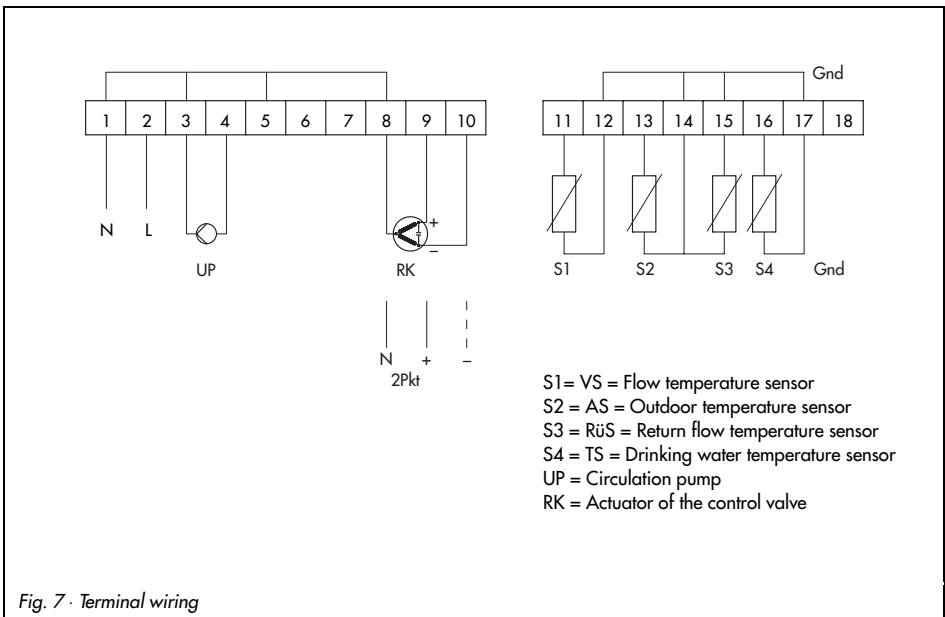 Gnd
1 2 3 4 5 6 7 8 9 10
11 12 13 14 15 16 17 18
N L
UP
+
–
RK
S1 S2 S3 S4 Gnd
N + –
2Pkt
S1= VS = Flow temperature sensor
S2 = AS = Outdoor temperature sensor
S3 = RüS = Return flow temperature sensor
S4 = TS = Drinking water temperature sensor
UP = Circulation pump
RK = Actuator of the control valve
Fig. 7 · Terminal wiring